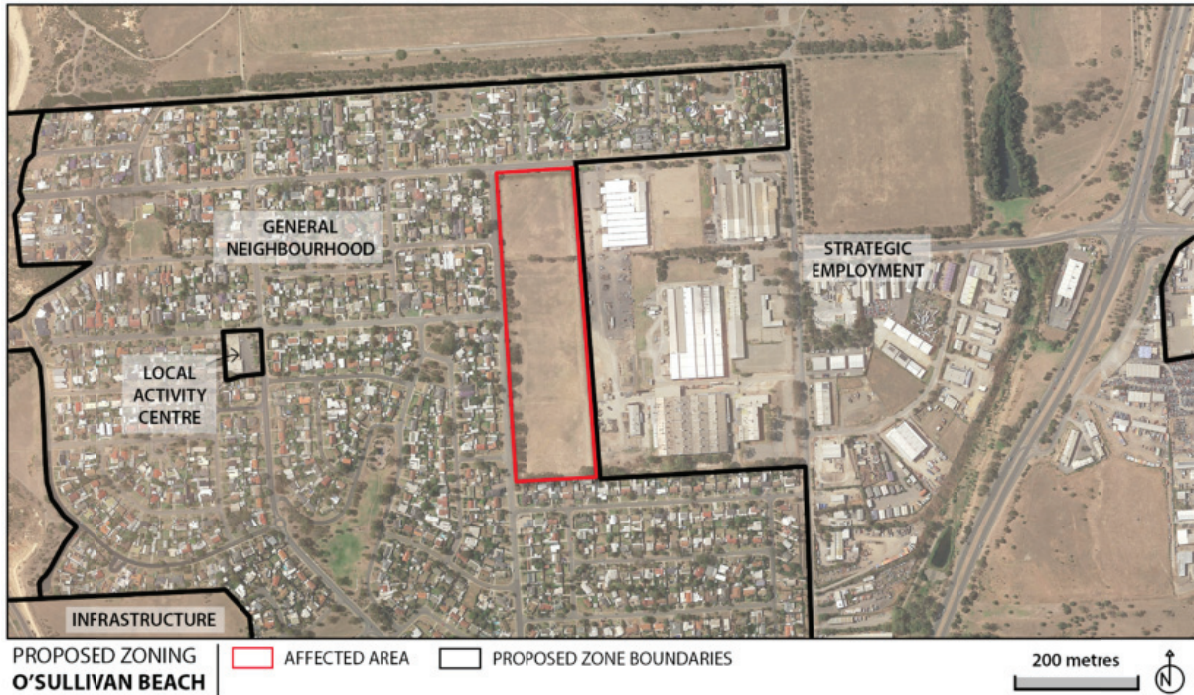 GENERAL
NEIGHBOURHOOD
STRATEGIC
EMPLOYMENT
LOCAL
ACTIVITY
CENTRE
INFRASTRUCTURE
PROPOSED ZONING
O'SULLIVAN BEACH
AFFECTED AREA
PROPOSED ZONE BOUNDARIES
200 metres
N